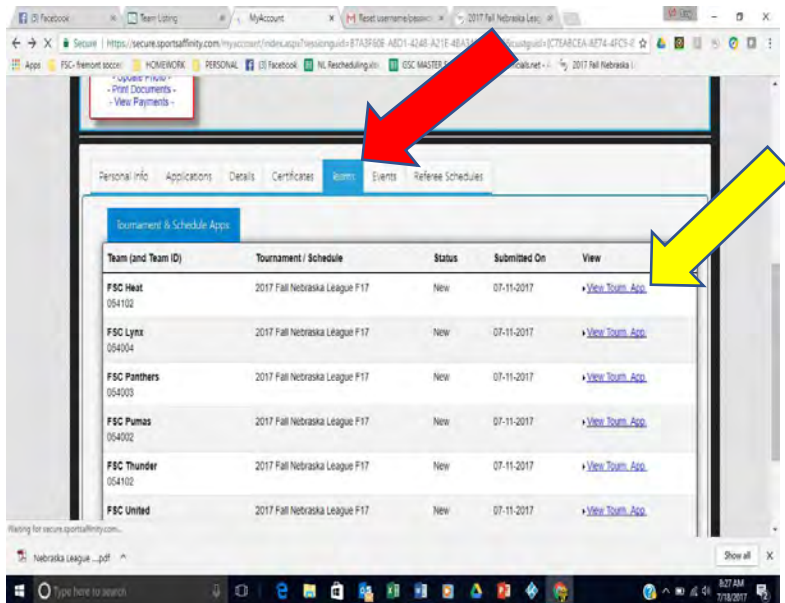 (3) Facebook
Team Listing
MyAccount
Reset username/passwo
2017 Fall Nebraska Leag
Secure | https://secure.sportsaffinity.com/myaccount/index.aspx?sessionguid=
Apps FSC- fremont soccer HOMEWORK PERSONAL (3) Facebook NL Rescheduling.xls GSC MASTER 2017 Fall Nebraska L
- Update Photo -
- Print Documents -
- View Payments -
Personal Info Applications Details Certificates Teams Events Referee Schedules
Tournament & Schedule Apps
Team (and Team ID) Tournament / Schedule Status Submitted On View
FSC Heat 2017 Fall Nebraska League F17 New 07-11-2017 View Tourn. App.
054102
FSC Lynx 2017 Fall Nebraska League F17 New 07-11-2017 View Tourn. App.
054004
FSC Panthers 2017 Fall Nebraska League F17 New 07-11-2017 View Tourn. App.
054003
FSC Pumas 2017 Fall Nebraska League F17 New 07-11-2017 View Tourn. App.
054002
FSC Thunder 2017 Fall Nebraska League F17 New 07-11-2017 View Tourn. App.
054102
FSC United 2017 Fall Nebraska League F17 New 07-11-2017 View Tourn. App.
Waiting for secure.sportsaffinity.com...
Nebraska League ....pdf
Show all
Type here to search
8:27 AM
7/18/2017